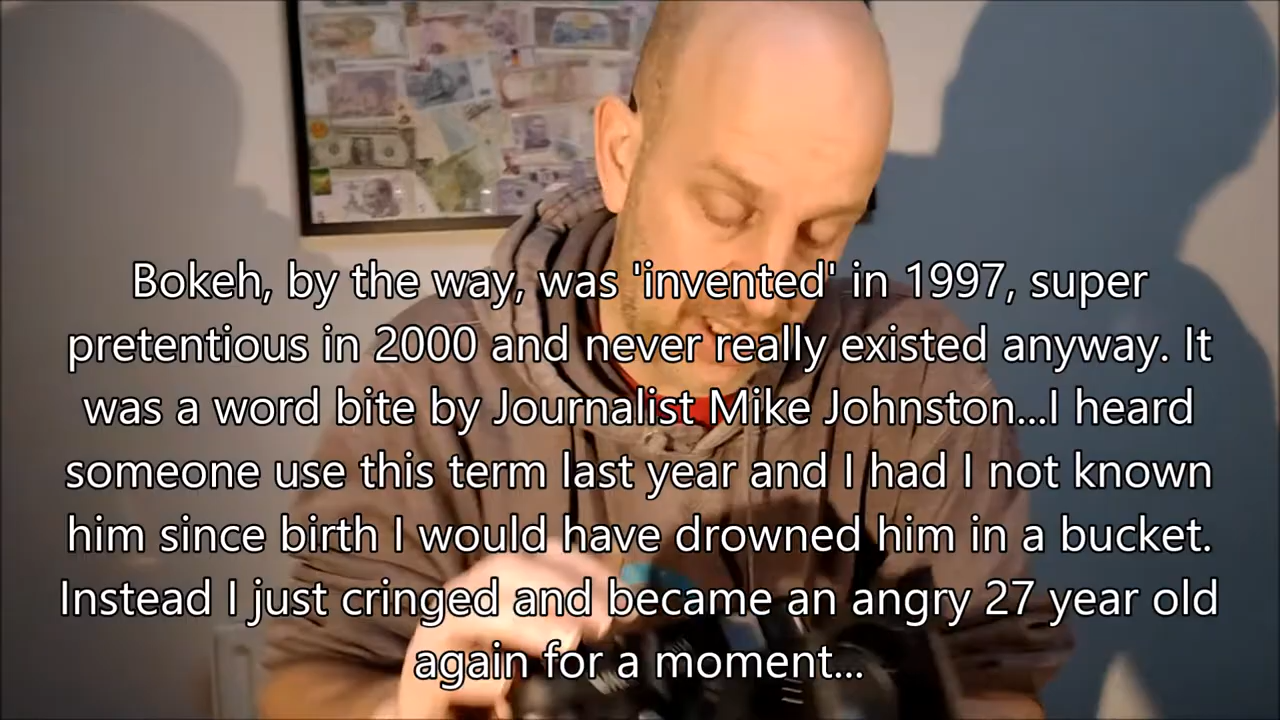 Bokeh, by the way, was 'invented' in 1997, super
pretentious in 2000 and never really existed anyway. It
was a word bite by Journalist Mike Johnston...I heard
someone use this term last year and I had I not known
him since birth I would have drowned him in a bucket.
Instead I just cringed and became an angry 27 year old
again for a moment...